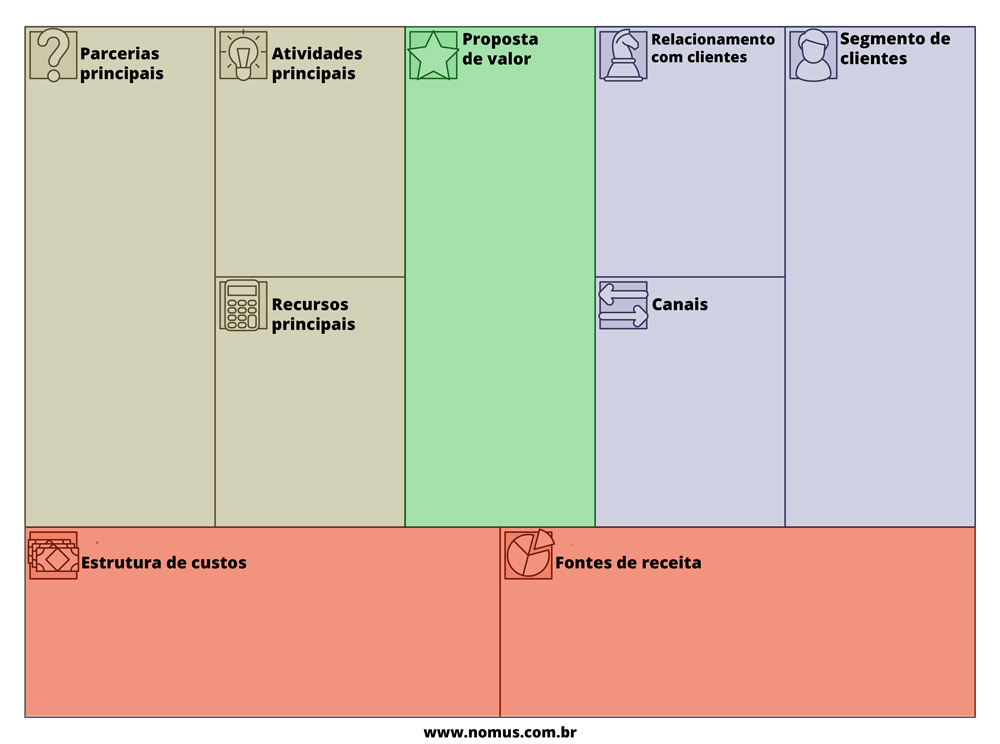 Parcerias
principais
Atividades
principais
Proposta
de valor
Relacionamento
com clientes
Segmento de
clientes
Recursos
principais
Canais
Estrutura de custos
Fontes de receita
www.nomus.com.br